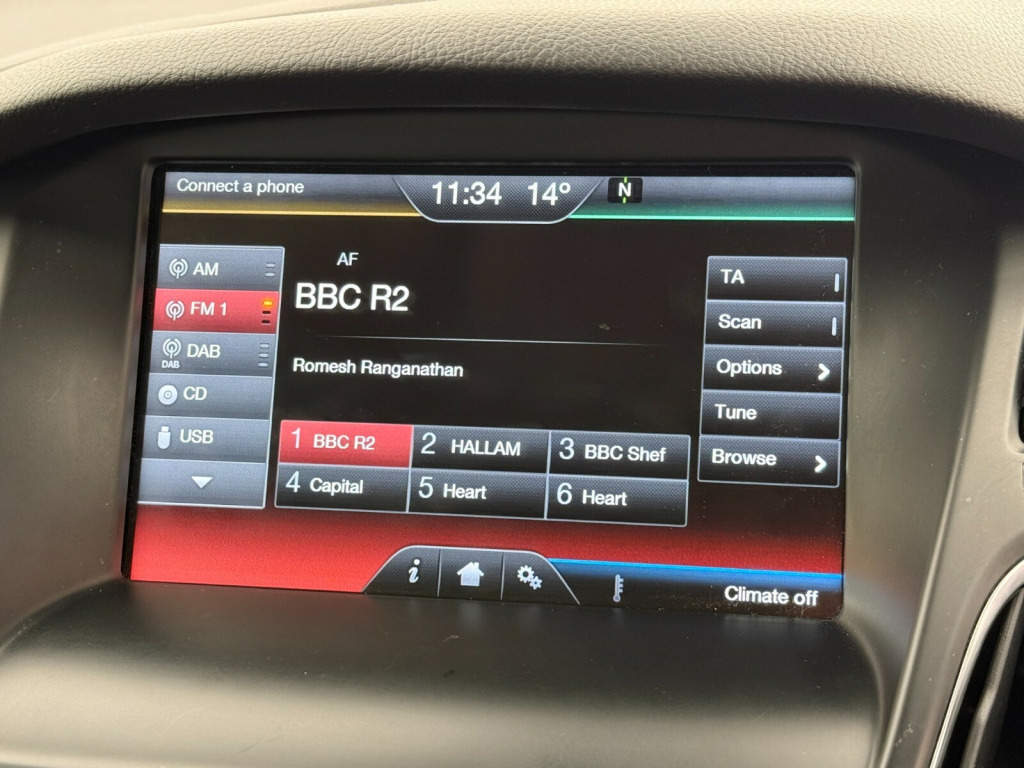 Connect a phone
11:34 14°
N
AM
FM 1
DAB
DAB
CD
USB
AF
BBC R2
Romesh Ranganathan
1 BBC R2
2 HALLAM
3 BBC Shef
4 Capital
5 Heart
6 Heart
TA
Scan
Options
Tune
Browse
i
Climate off